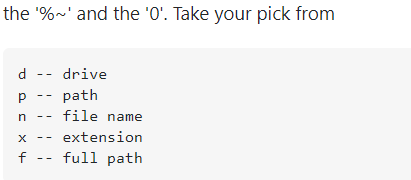 the '%~' and the '0'. Take your pick from
d -- drive
p -- path
n -- file name
x -- extension
f -- full path